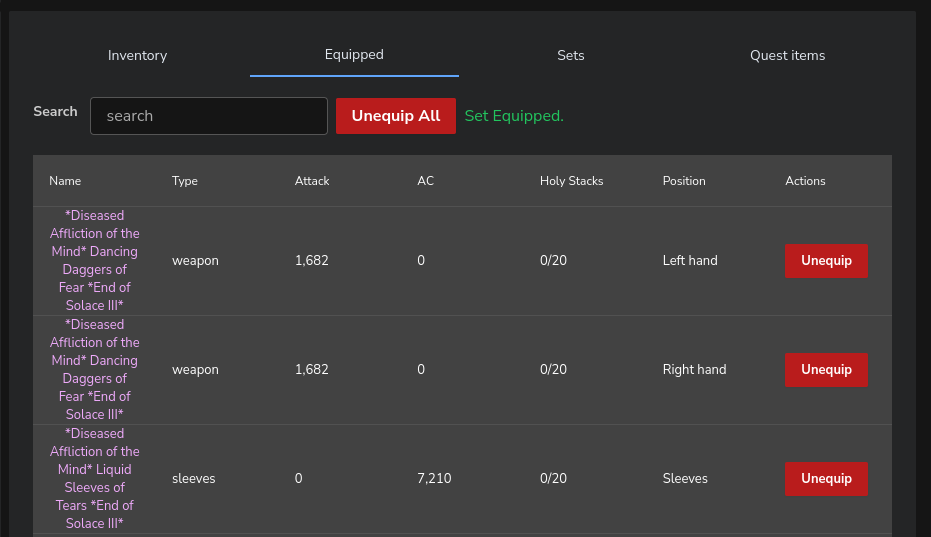 Inventory Equipped Sets Quest items
Search search Unequip All Set Equipped.
Name Type Attack AC Holy Stacks Position Actions
*Diseased
Affliction of the
Mind* Dancing
Daggers of
Fear *End of
Solace III*
weapon 1,682 0 0/20 Left hand Unequip
*Diseased
Affliction of the
Mind* Dancing
Daggers of
Fear *End of
Solace III*
weapon 1,682 0 0/20 Right hand Unequip
*Diseased
Affliction of the
Mind* Liquid
Sleeves of
Tears *End of
Solace III*
sleeves 0 7,210 0/20 Sleeves Unequip